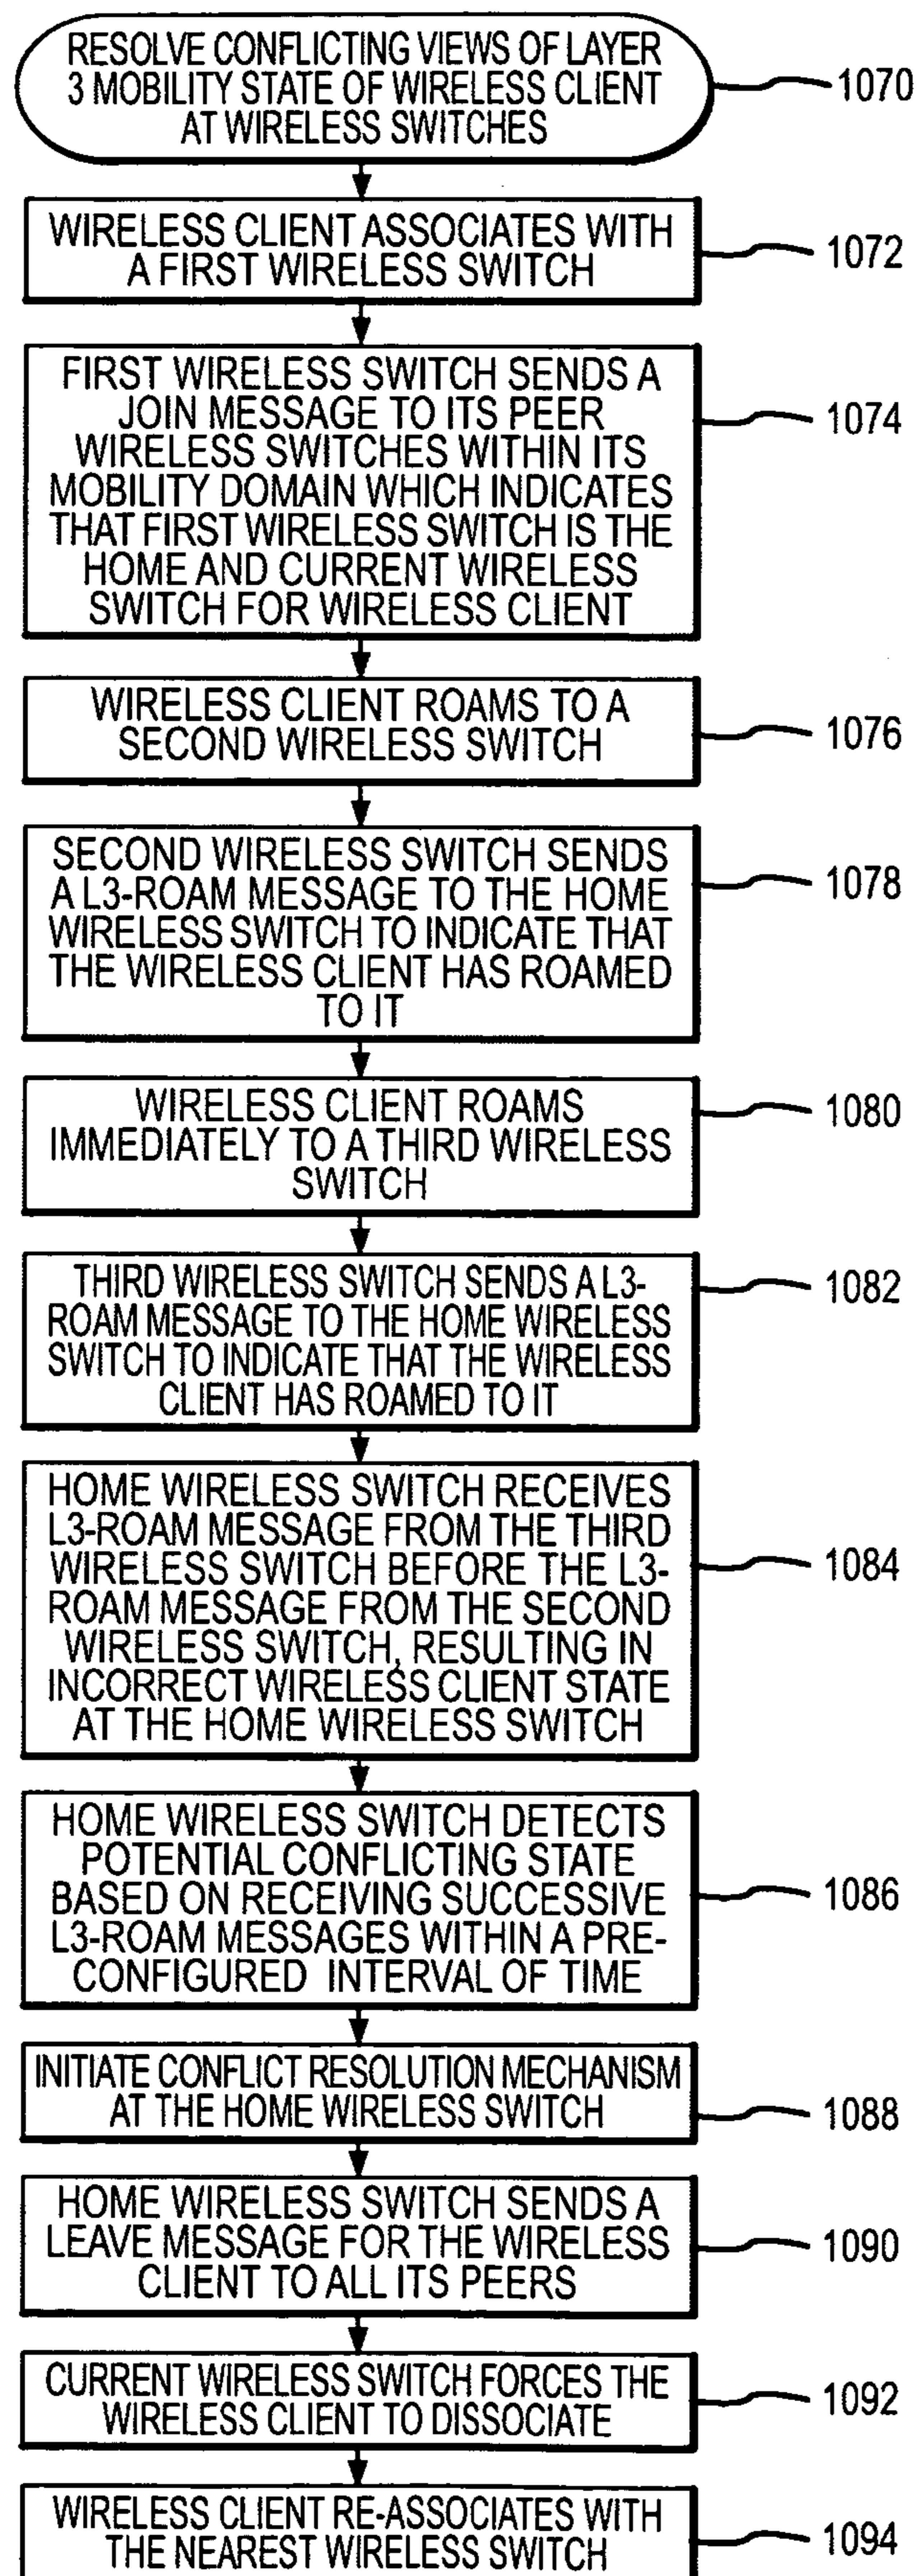 RESOLVE CONFLICTING VIEWS OF LAYER
3 MOBILITY STATE OF WIRELESS CLIENT
AT WIRELESS SWITCHES
1070
WIRELESS CLIENT ASSOCIATES WITH
A FIRST WIRELESS SWITCH
1072
FIRST WIRELESS SWITCH SENDS A
JOIN MESSAGE TO ITS PEER
WIRELESS SWITCHES WITHIN ITS
MOBILITY DOMAIN WHICH INDICATES
THAT FIRST WIRELESS SWITCH IS THE
HOME AND CURRENT WIRELESS
SWITCH FOR WIRELESS CLIENT
1074
WIRELESS CLIENT ROAMS TO A
SECOND WIRELESS SWITCH
1076
SECOND WIRELESS SWITCH SENDS
A L3-ROAM MESSAGE TO THE HOME
WIRELESS SWITCH TO INDICATE THAT
THE WIRELESS CLIENT HAS ROAMED
TO IT
1078
WIRELESS CLIENT ROAMS
IMMEDIATELY TO A THIRD WIRELESS
SWITCH
1080
THIRD WIRELESS SWITCH SENDS A L3-
ROAM MESSAGE TO THE HOME WIRELESS
SWITCH TO INDICATE THAT THE WIRELESS
CLIENT HAS ROAMED TO IT
1082
HOME WIRELESS SWITCH RECEIVES
L3-ROAM MESSAGE FROM THE THIRD
WIRELESS SWITCH BEFORE THE L3-
ROAM MESSAGE FROM THE SECOND
WIRELESS SWITCH, RESULTING IN
INCORRECT WIRELESS CLIENT STATE
AT THE HOME WIRELESS SWITCH
1084
HOME WIRELESS SWITCH DETECTS
POTENTIAL CONFLICTING STATE
BASED ON RECEIVING SUCCESSIVE
L3-ROAM MESSAGES WITHIN A PRE-
CONFIGURED INTERVAL OF TIME
1086
INITIATE CONFLICT RESOLUTION MECHANISM
AT THE HOME WIRELESS SWITCH
1088
HOME WIRELESS SWITCH SENDS A
LEAVE MESSAGE FOR THE WIRELESS
CLIENT TO ALL ITS PEERS
1090
CURRENT WIRELESS SWITCH FORCES THE
WIRELESS CLIENT TO DISSOCIATE
1092
WIRELESS CLIENT RE-ASSOCIATES WITH
THE NEAREST WIRELESS SWITCH
1094